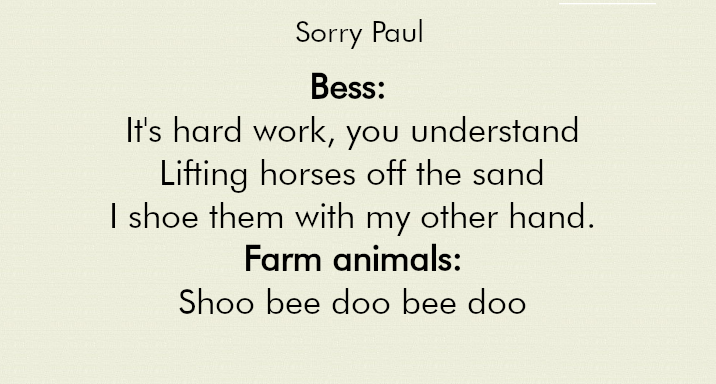 Sorry Paul
Bess:
It's hard work, you understand
Lifting horses off the sand
I shoe them with my other hand.
Farm animals:
Shoo bee doo bee doo